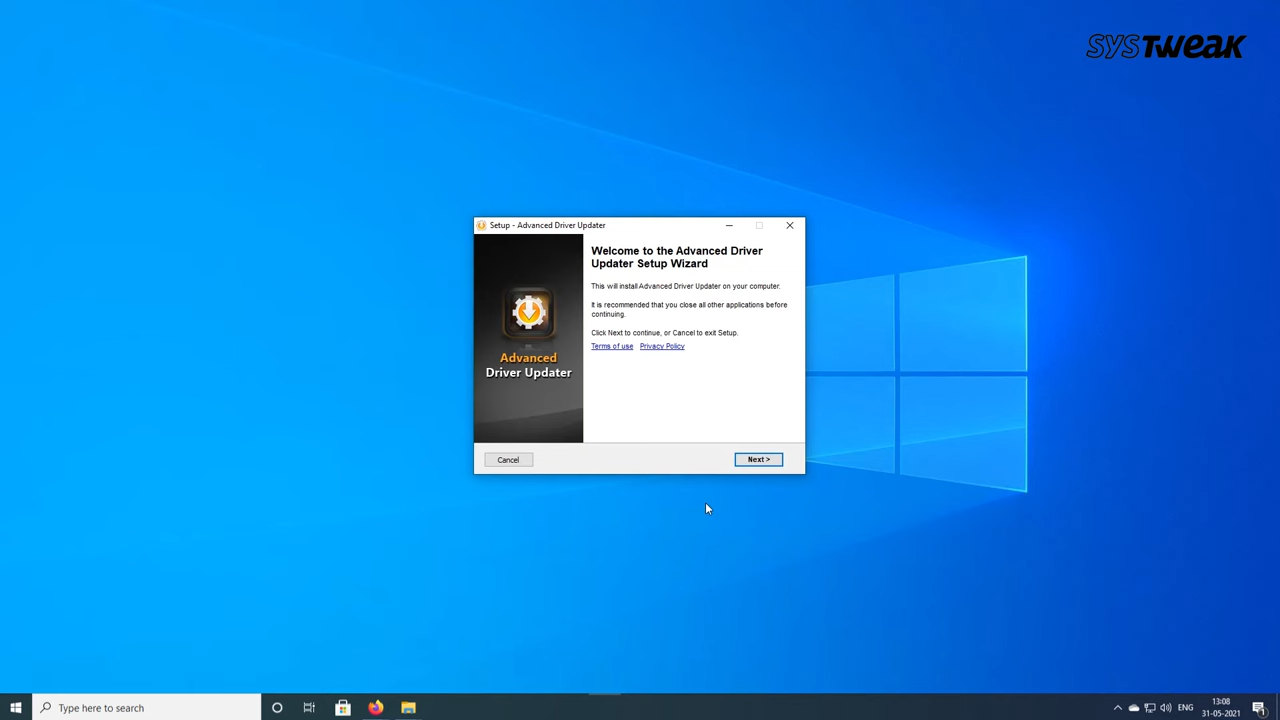 SYSTweak
Setup - Advanced Driver Updater
Welcome to the Advanced Driver
Updater Setup Wizard
This will install Advanced Driver Updater on your computer.
It is recommended that you close all other applications before
continuing.
Click Next to continue, or Cancel to exit Setup.
Terms of use Privacy Policy
Advanced
Driver Updater
Cancel
Next >
Type here to search
ENG
13:08
31-05-2021
1